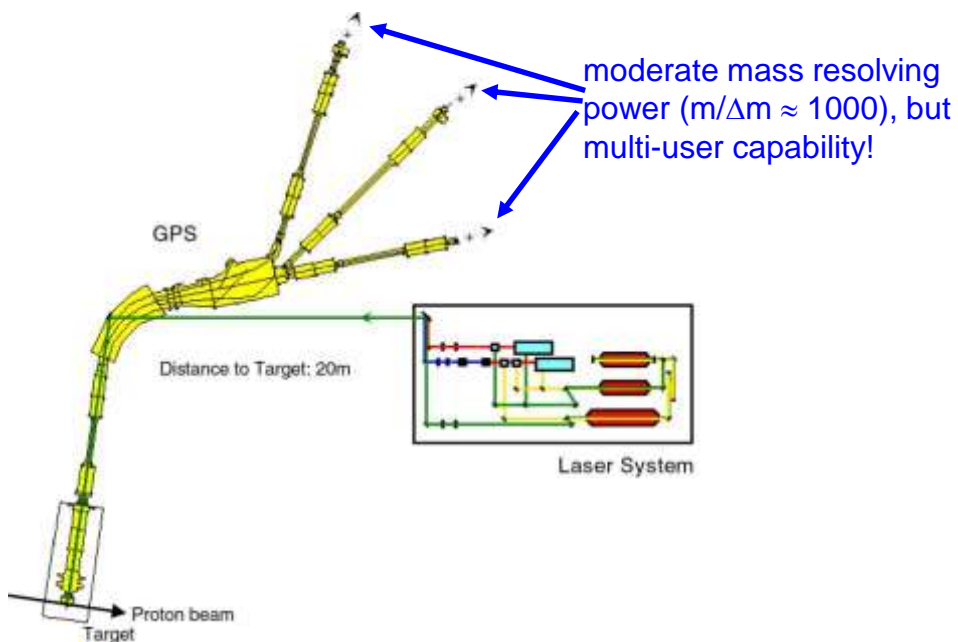 moderate mass resolving
power (m/Δm ≈ 1000), but
multi-user capability!
GPS
Distance to Target: 20m
Laser System
Proton beam
Target